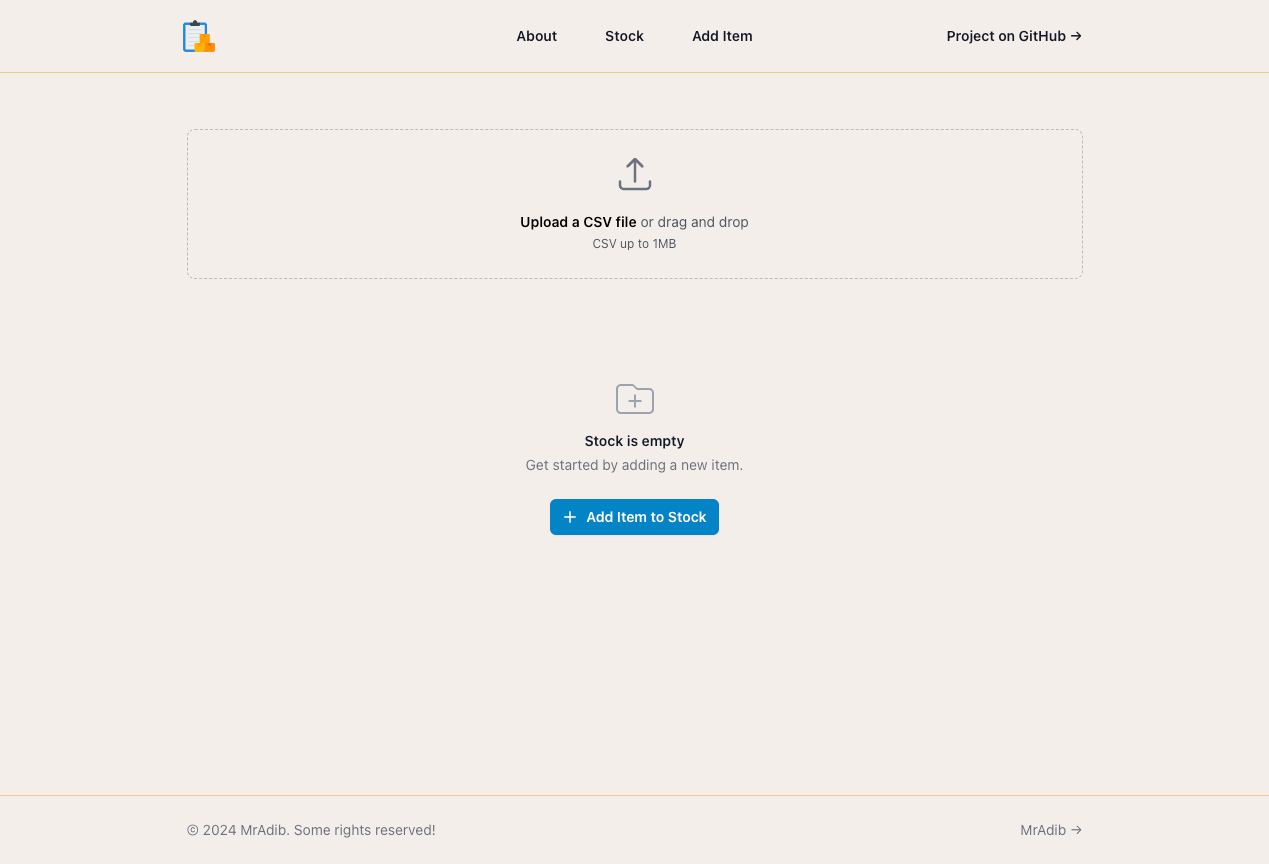 About
Stock
Add Item
Project on GitHub →
Upload a CSV file or drag and drop
CSV up to 1MB
Stock is empty
Get started by adding a new item.
+ Add Item to Stock
© 2024 MrAdib. Some rights reserved!
MrAdib →